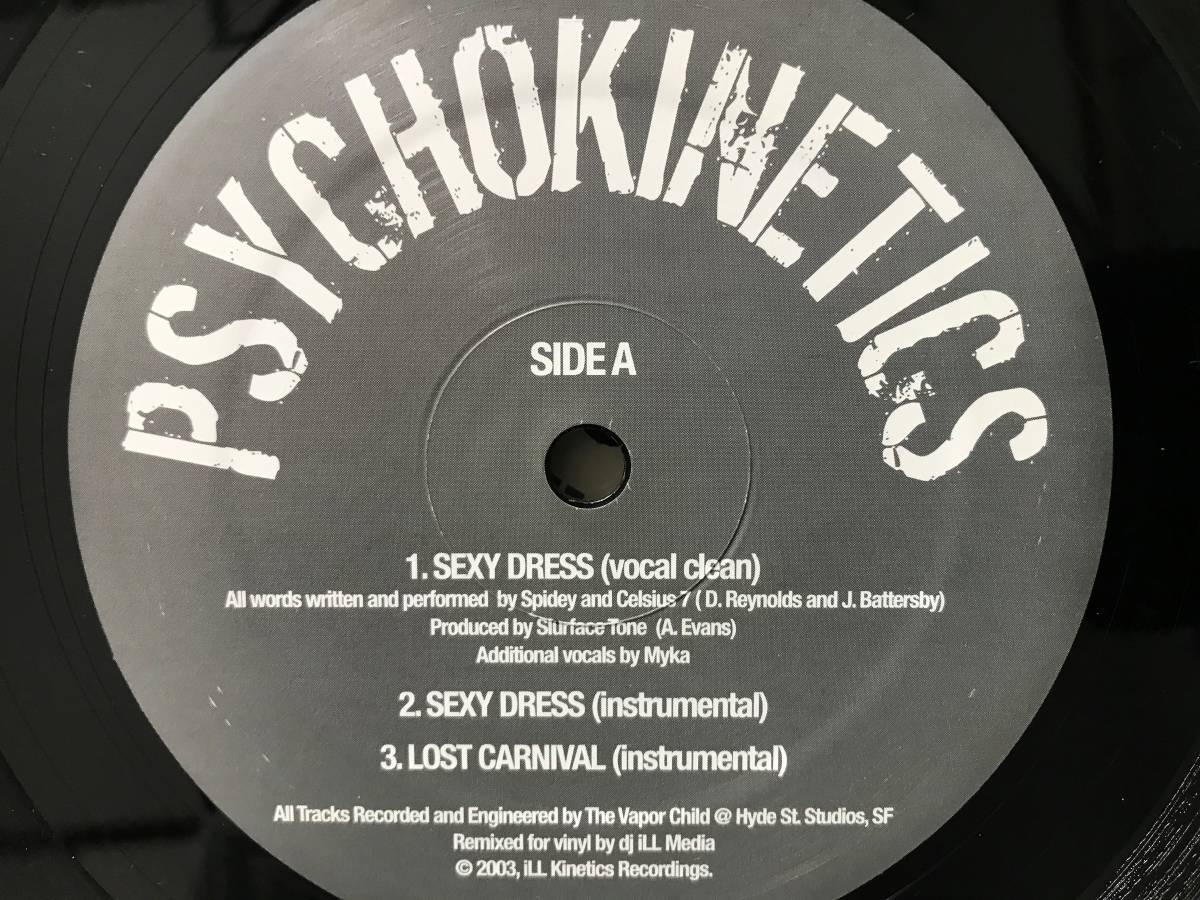 PSYCHOKINETICS
SIDE A
1. SEXY DRESS (vocal clean)
All words written and performed by Spidey and Celsius 7 ( D. Reynolds and J. Battersby)
Produced by Slurface Tone (A. Evans)
Additional vocals by Myka
2. SEXY DRESS (instrumental)
3. LOST CARNIVAL (instrumental)
All Tracks Recorded and Engineered by The Vapor Child @ Hyde St. Studios, SF
Remixed for vinyl by dj iLL Media
© 2003, iLL Kinetics Recordings.